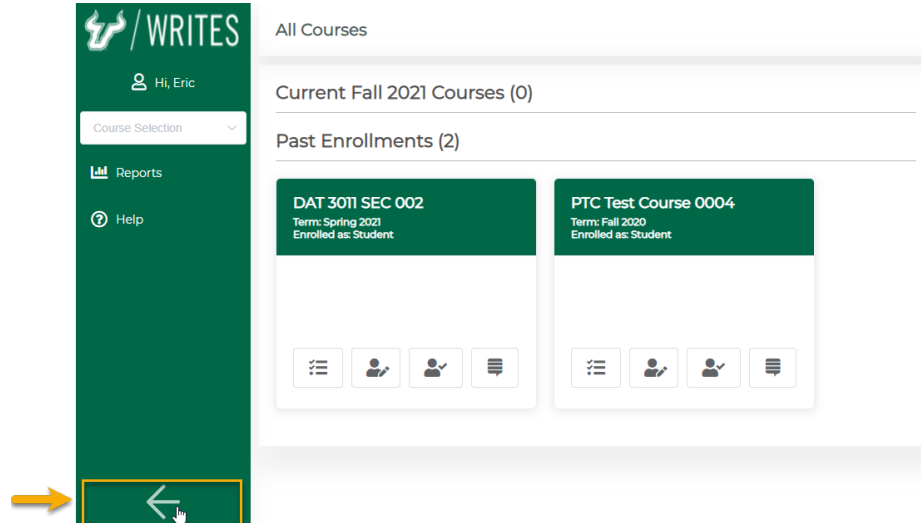 / WRITES
Hi, Eric
Course Selection
Reports
Help
All Courses
Current Fall 2021 Courses (0)
Past Enrollments (2)
DAT 3011 SEC 002
Term: Spring 2021
Enrolled as: Student
PTC Test Course 0004
Term: Fall 2020
Enrolled as: Student